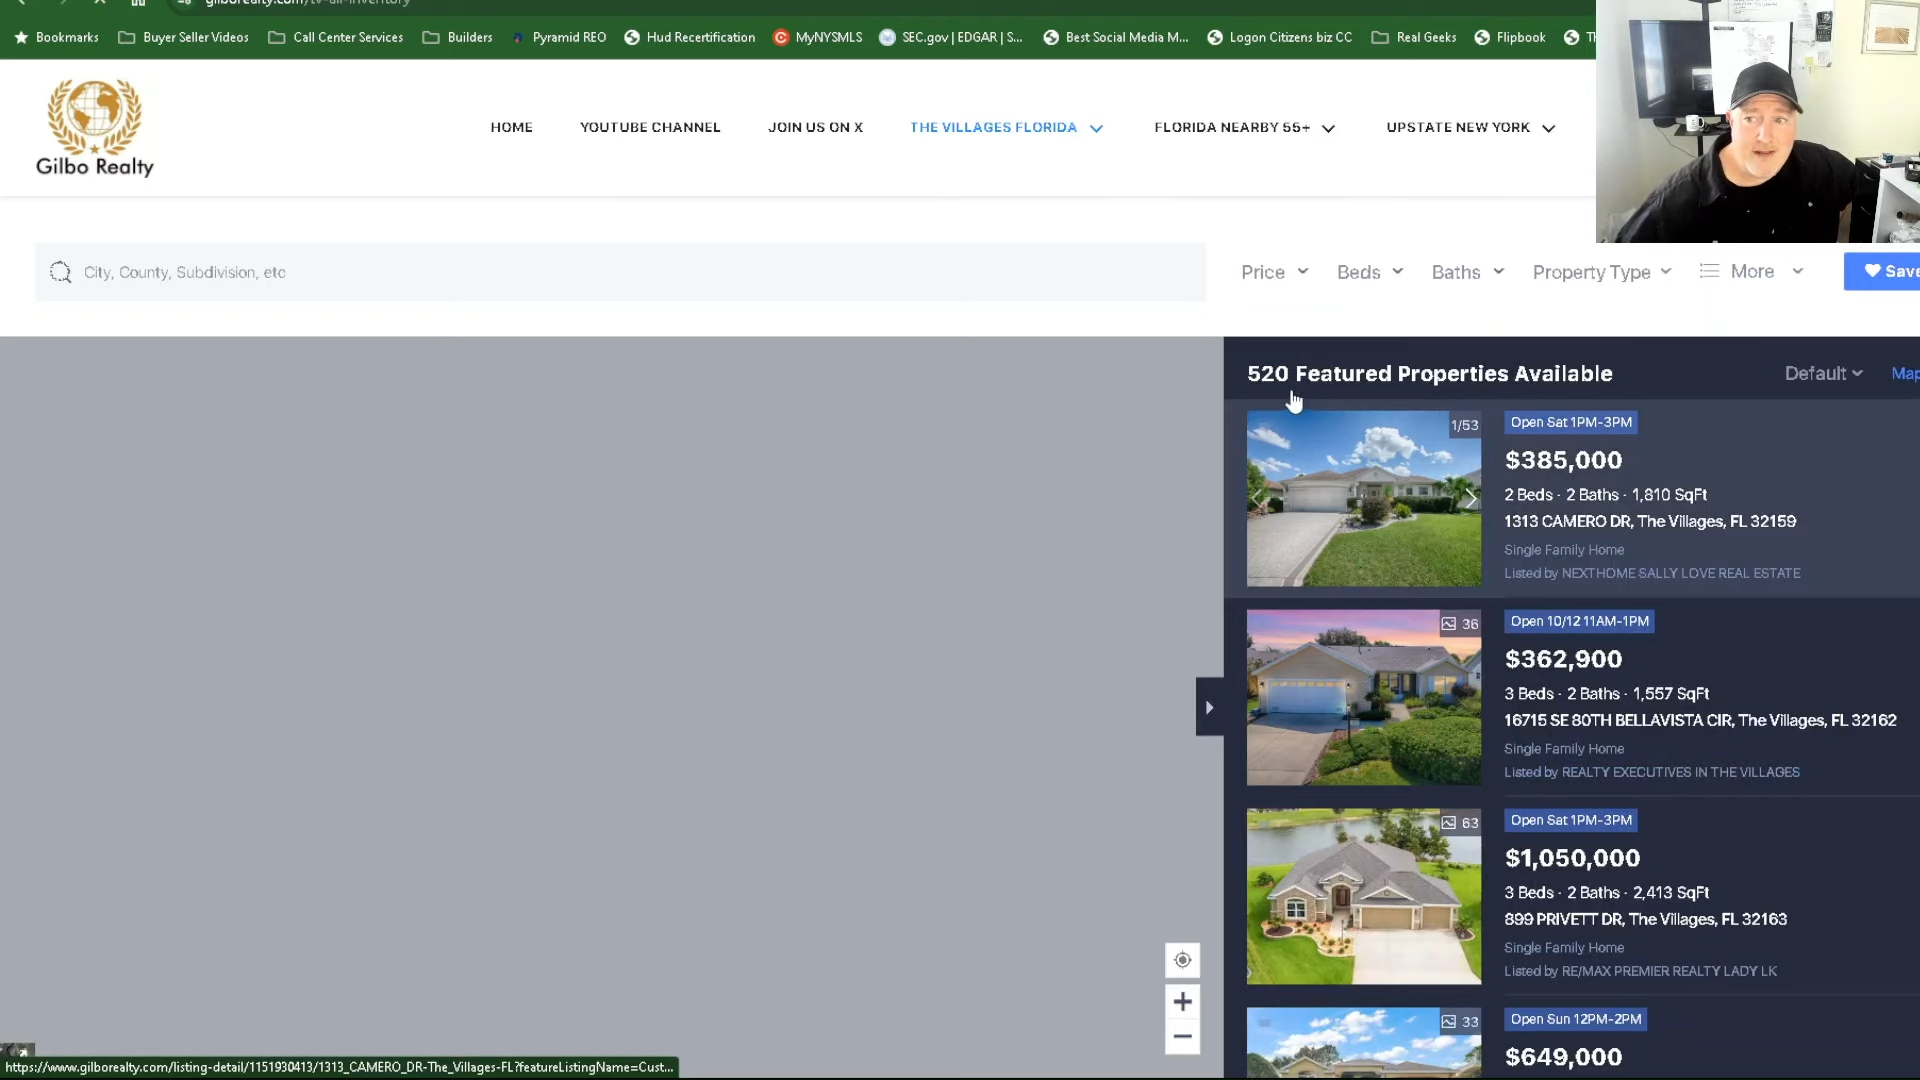 Bookmarks Buyer Seller Videos Call Center Services Builders Pyramid REO Hud Recertification MyNYSMLS SEC.gov | EDGAR | S... Best Social Media M... Logon Citizens biz CC Real Geeks Flipbook
Gilbo Realty
HOME YOUTUBE CHANNEL JOIN US ON X THE VILLAGES FLORIDA FLORIDA NEARBY 55+ UPSTATE NEW YORK
City, County, Subdivision, etc
Price Beds Baths Property Type More Save
520 Featured Properties Available Default Map
1/53
Open Sat 1PM-3PM
$385,000
2 Beds · 2 Baths · 1,810 SqFt
1313 CAMERO DR, The Villages, FL 32159
Single Family Home
Listed by NEXTHOME SALLY LOVE REAL ESTATE
36
Open 10/12 11AM-1PM
$362,900
3 Beds · 2 Baths · 1,557 SqFt
16715 SE 80TH BELLAVISTA CIR, The Villages, FL 32162
Single Family Home
Listed by REALTY EXECUTIVES IN THE VILLAGES
63
Open Sat 1PM-3PM
$1,050,000
3 Beds · 2 Baths · 2,413 SqFt
899 PRIVETT DR, The Villages, FL 32163
Single Family Home
Listed by RE/MAX PREMIER REALTY LADY LK
33
Open Sun 12PM-2PM
$649,000
https://www.gilborealty.com/listing-detail/1151930413/1313_CAMERO_DR-The_Villages-FL?featureListingName=Cust...